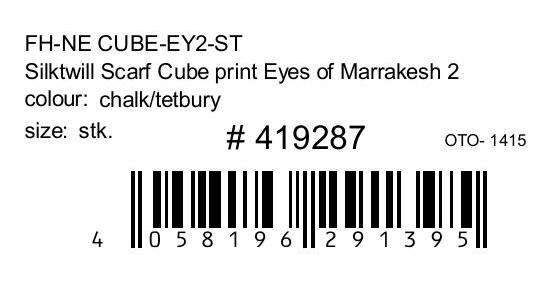 FH-NE CUBE-EY2-ST
Silktwill Scarf Cube print Eyes of Marrakesh 2
colour: chalk/tetbury
size: stk. # 419287 OTO- 1415
4 058196 291395